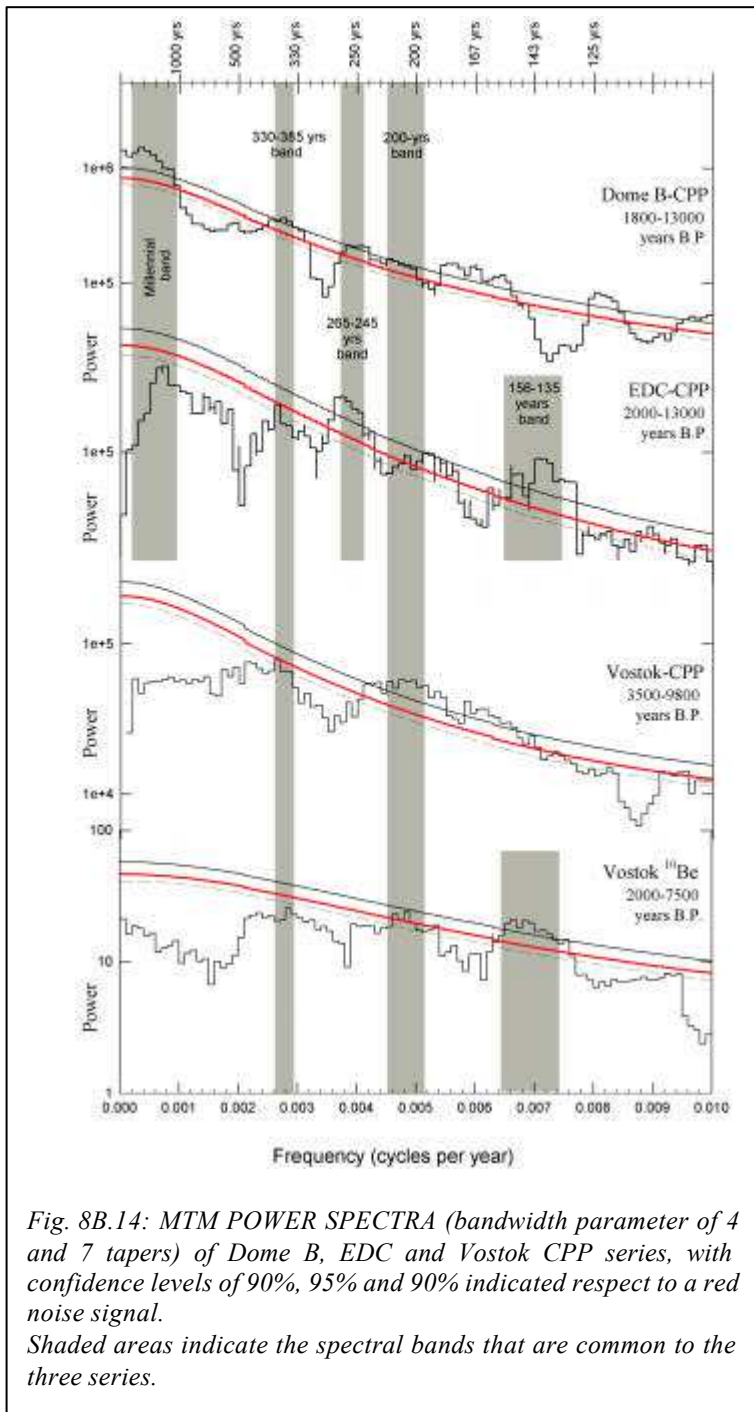 1000 yrs
500 yrs
330 yrs
250 yrs
200 yrs
167 yrs
143 yrs
125 yrs
330-385 yrs
band
200-yrs
band
1e+6
Dome B-CPP
1800-13000
years B.P
Millennial
band
1e+5
265-245
yrs
band
Power
EDC-CPP
2000-13000
years B.P
156-135
years
band
1e+5
Power
1e+5
Vostok-CPP
3500-9800
years B.P.
Power
1e+4
100
Vostok ¹⁰Be
2000-7500
years B.P.
10
Power
1
0.000 0.001 0.002 0.003 0.004 0.005 0.006 0.007 0.008 0.009 0.010
Frequency (cycles per year)
Fig. 8B.14: MTM POWER SPECTRA (bandwidth parameter of 4
and 7 tapers) of Dome B, EDC and Vostok CPP series, with
confidence levels of 90%, 95% and 90% indicated respect to a red
noise signal.
Shaded areas indicate the spectral bands that are common to the
three series.